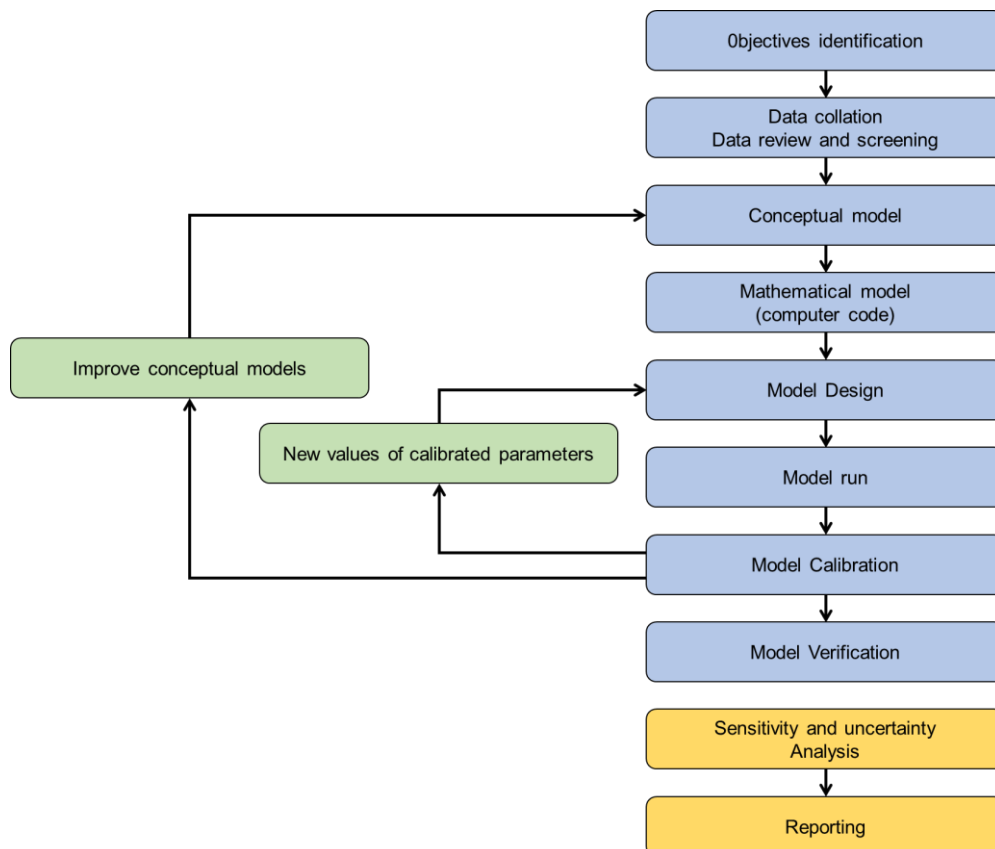 0bjectives identification
Data collation
Data review and screening
Conceptual model
Mathematical model
(computer code)
Improve conceptual models
Model Design
New values of calibrated parameters
Model run
Model Calibration
Model Verification
Sensitivity and uncertainty
Analysis
Reporting